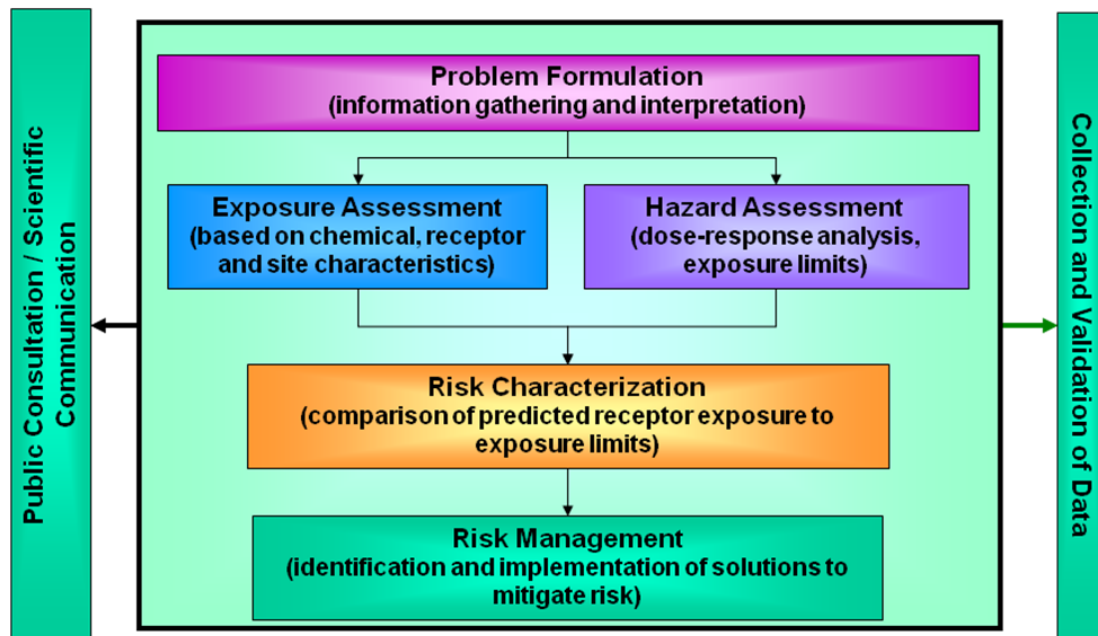 Public Consultation / Scientific
Communication
Problem Formulation
(information gathering and interpretation)
Exposure Assessment
(based on chemical, receptor
and site characteristics)
Hazard Assessment
(dose-response analysis,
exposure limits)
Risk Characterization
(comparison of predicted receptor exposure to
exposure limits)
Risk Management
(identification and implementation of solutions to
mitigate risk)
Collection and Validation of Data